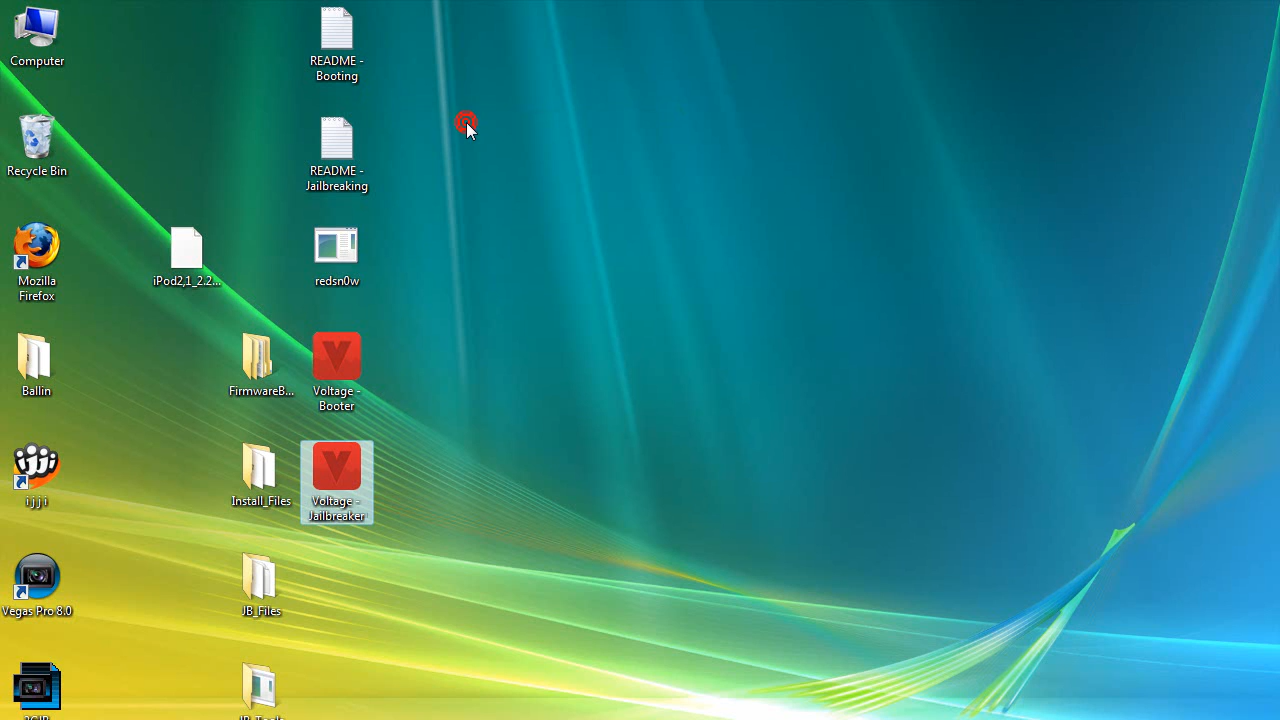 Computer
Recycle Bin
Mozilla
Firefox
Ballin
ijji
Vegas Pro 8.0
iPod2,1_2.2...
FirmwareB...
Install_Files
JB_Files
README -
Booting
README -
Jailbreaking
redsn0w
Voltage -
Booter
Voltage -
Jailbreaker